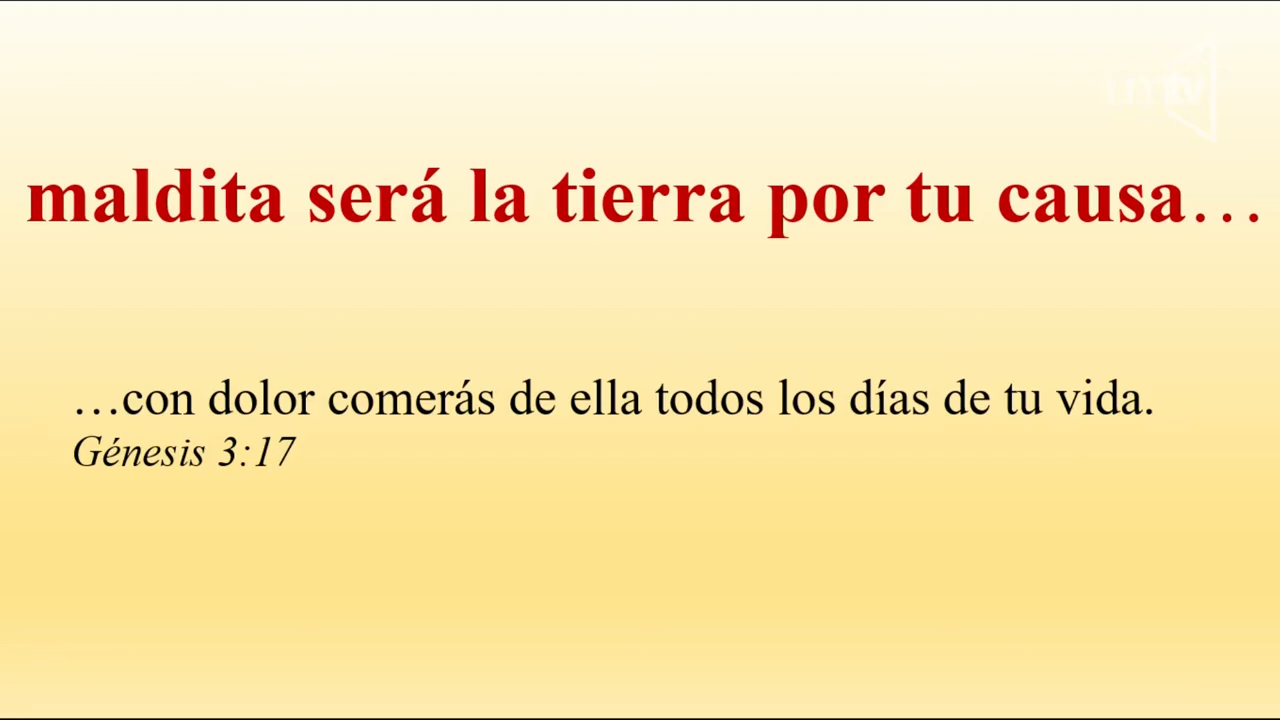 maldita será la tierra por tu causa…
…con dolor comerás de ella todos los días de tu vida.
Génesis 3:17